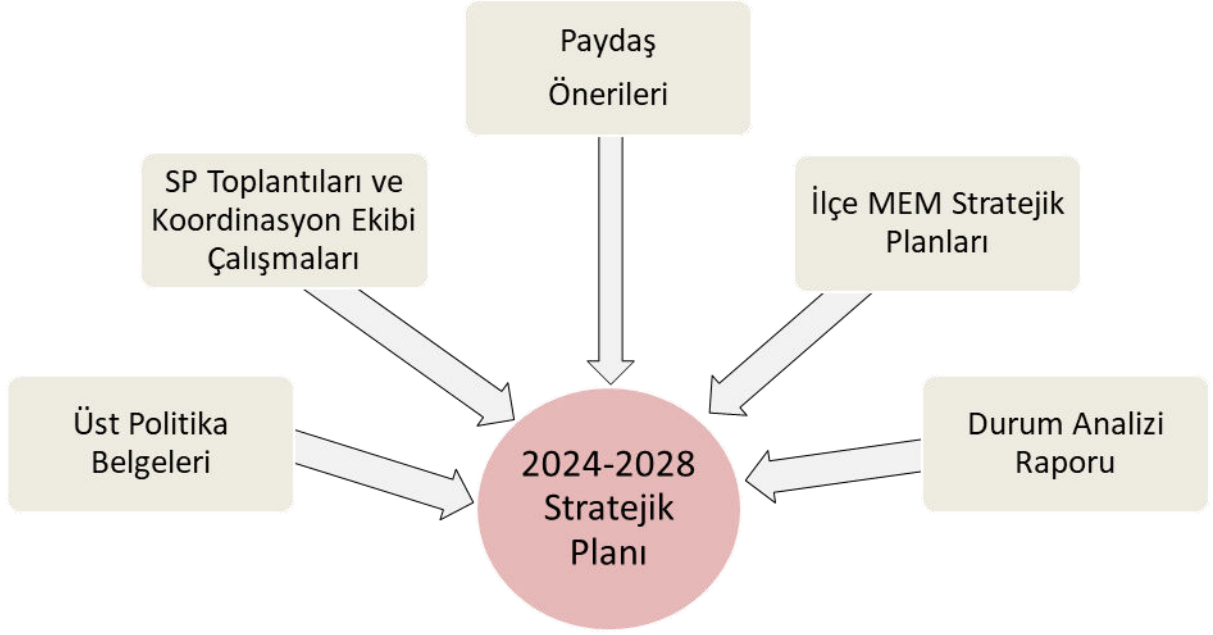 Paydaş
Önerileri
SP Toplantıları ve
Koordinasyon Ekibi
Çalışmaları
İlçe MEM Stratejik
Planları
Üst Politika
Belgeleri
Durum Analizi
Raporu
2024-2028
Stratejik
Planı